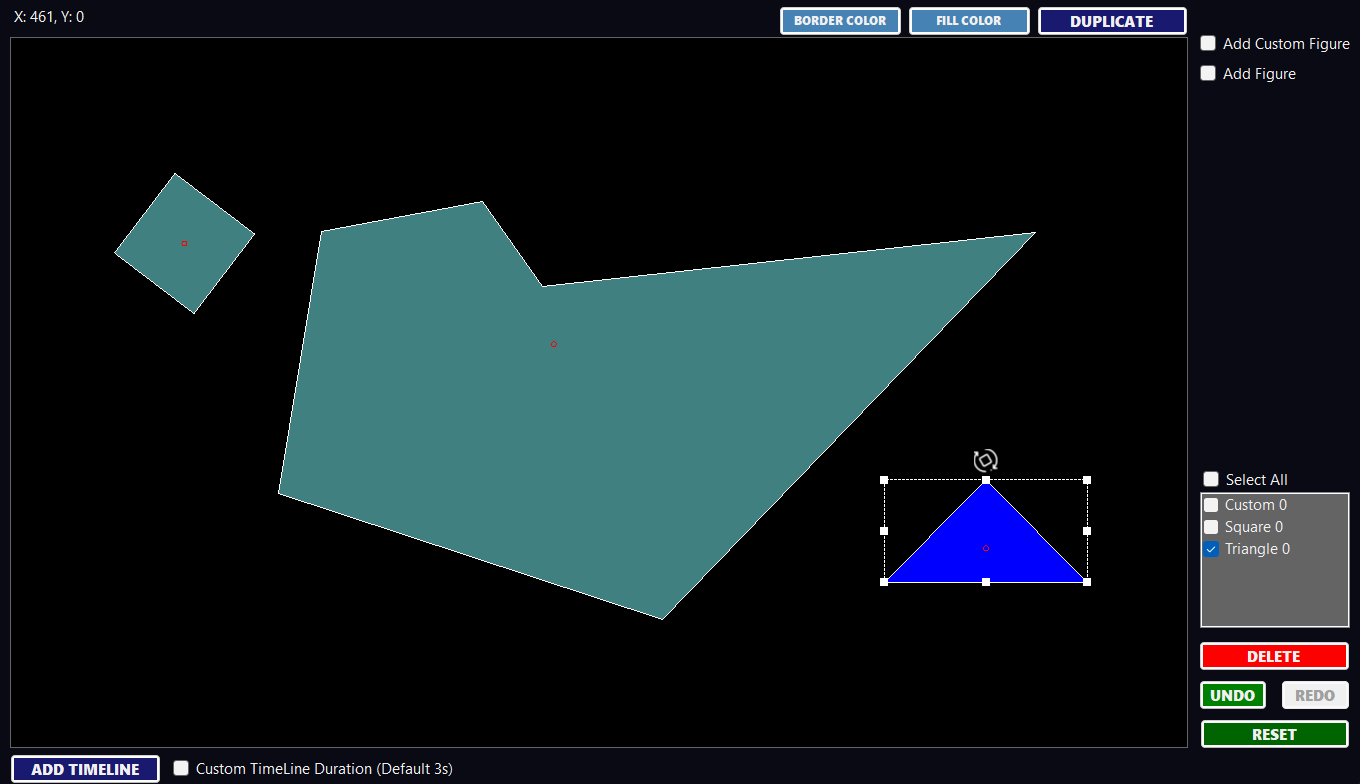 X: 461, Y: 0
BORDER COLOR
FILL COLOR
DUPLICATE
Add Custom Figure
Add Figure
Select All
Custom 0
Square 0
Triangle 0
DELETE
UNDO
REDO
RESET
ADD TIMELINE
Custom TimeLine Duration (Default 3s)